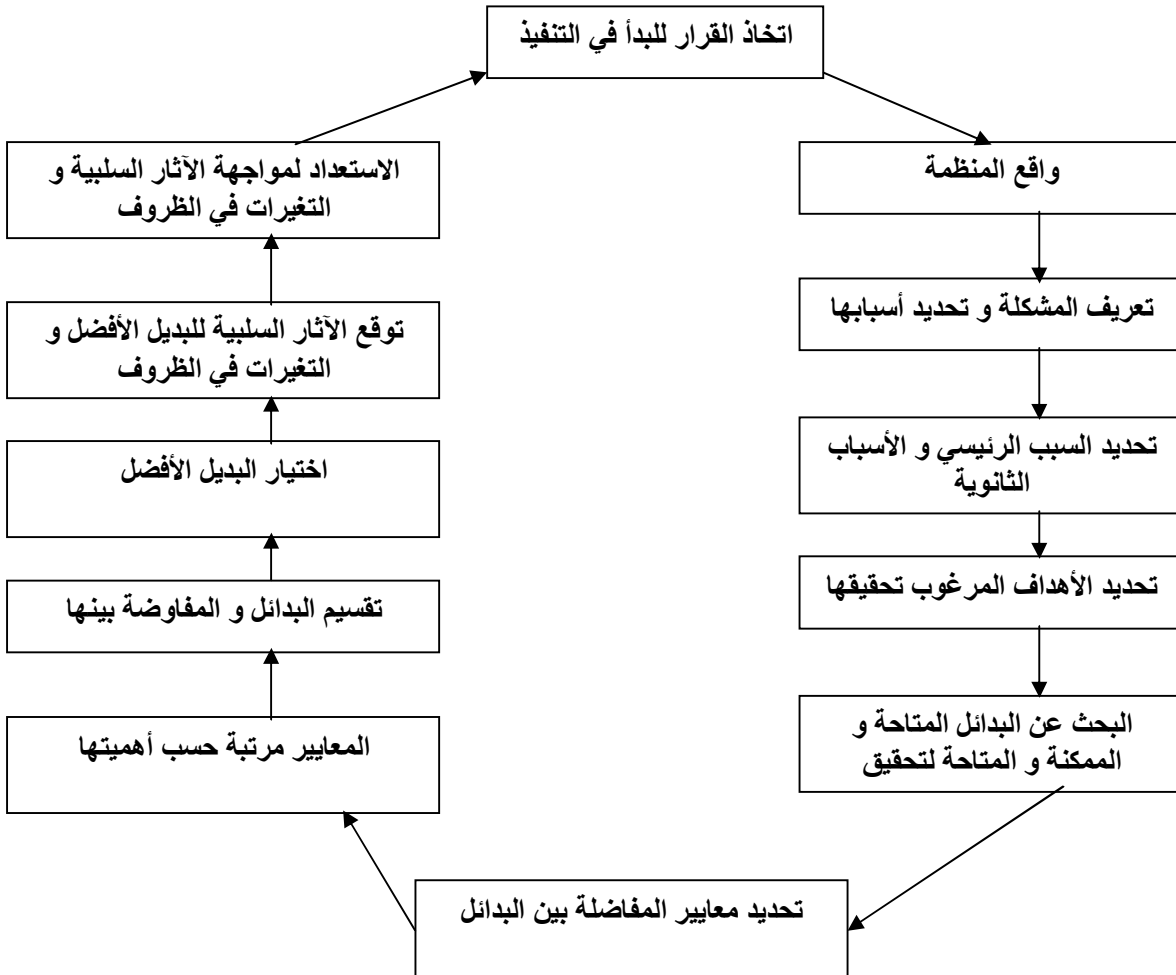 اتخاذ القرار للبدأ في التنفيذ
واقع المنظمة
تعريف المشكلة و تحديد أسبابها
تحديد السبب الرئيسي و الأسباب
الثانوية
تحديد الأهداف المرغوب تحقيقها
البحث عن البدائل المتاحة و
الممكنة و المتاحة لتحقيق
تحديد معايير المفاضلة بين البدائل
المعايير مرتبة حسب أهميتها
تقسيم البدائل و المفاوضة بينها
اختيار البديل الأفضل
توقع الآثار السلبية للبديل الأفضل و
التغيرات في الظروف
الاستعداد لمواجهة الآثار السلبية و
التغيرات في الظروف